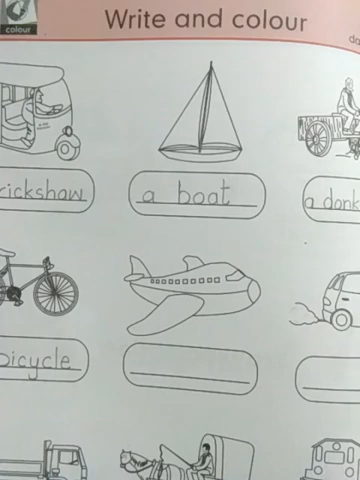 colour
Write and colour
rickshaw
a boat
a donk
bicycle